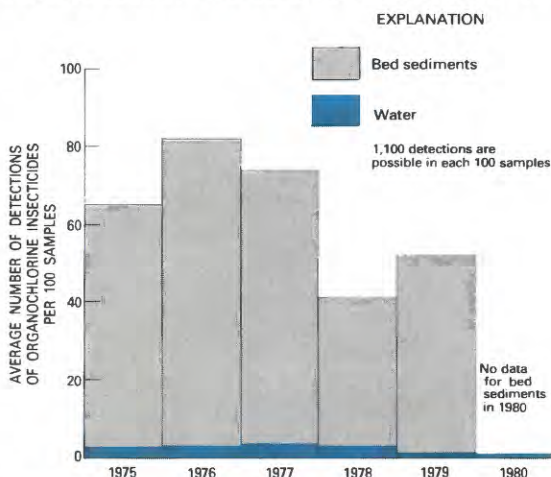 EXPLANATION
Bed sediments
Water
1,100 detections are
possible in each 100 samples
AVERAGE NUMBER OF DETECTIONS
OF ORGANOCHLORINE INSECTICIDES
PER 100 SAMPLES
100
80
60
40
20
0
No data
for bed
sediments
in 1980
1975 1976 1977 1978 1979 1980